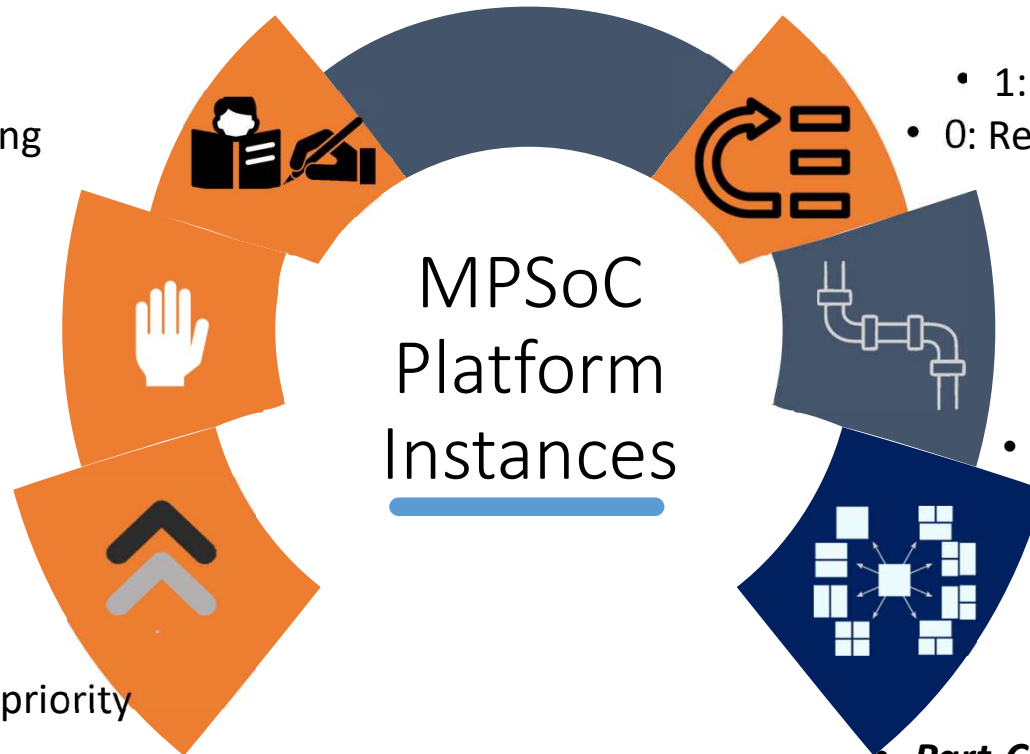 • 1:
ng
• 0: Re
MPSoC
Platform
Instances
•
priority
• Part-C